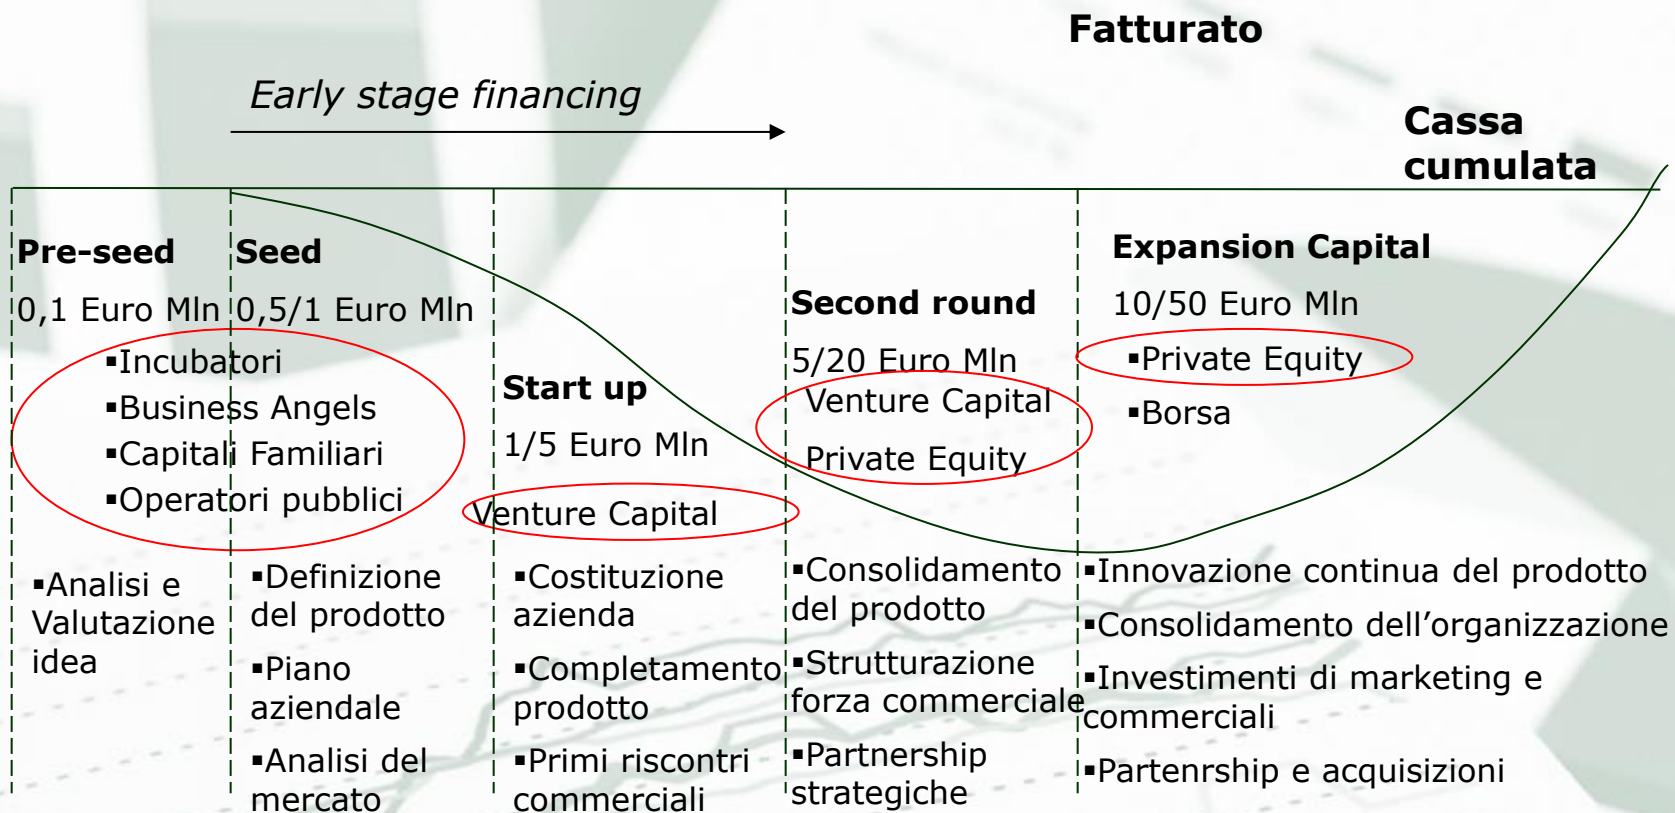 Fatturato
Early stage financing
Cassa
cumulata
Pre-seed
0,1 Euro Mln
Seed
0,5/1 Euro Mln
▪Incubatori
▪Business Angels
▪Capitali Familiari
▪Operatori pubblici
▪Analisi e
Valutazione
idea
▪Definizione
del prodotto
▪Piano
aziendale
▪Analisi del
mercato
Start up
1/5 Euro Mln
Venture Capital
▪Costituzione
azienda
▪Completamento
prodotto
▪Primi riscontri
commerciali
Second round
5/20 Euro Mln
Venture Capital
Private Equity
▪Consolidamento
del prodotto
▪Strutturazione
forza commerciale
▪Partnership
strategiche
Expansion Capital
10/50 Euro Mln
▪Private Equity
▪Borsa
▪Innovazione continua del prodotto
▪Consolidamento dell’organizzazione
▪Investimenti di marketing e
commerciali
▪Partenrship e acquisizioni